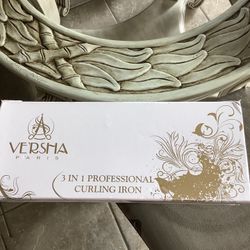 VERSHA
PARIS
3 IN 1 PROFESSIONAL
CURLING IRON